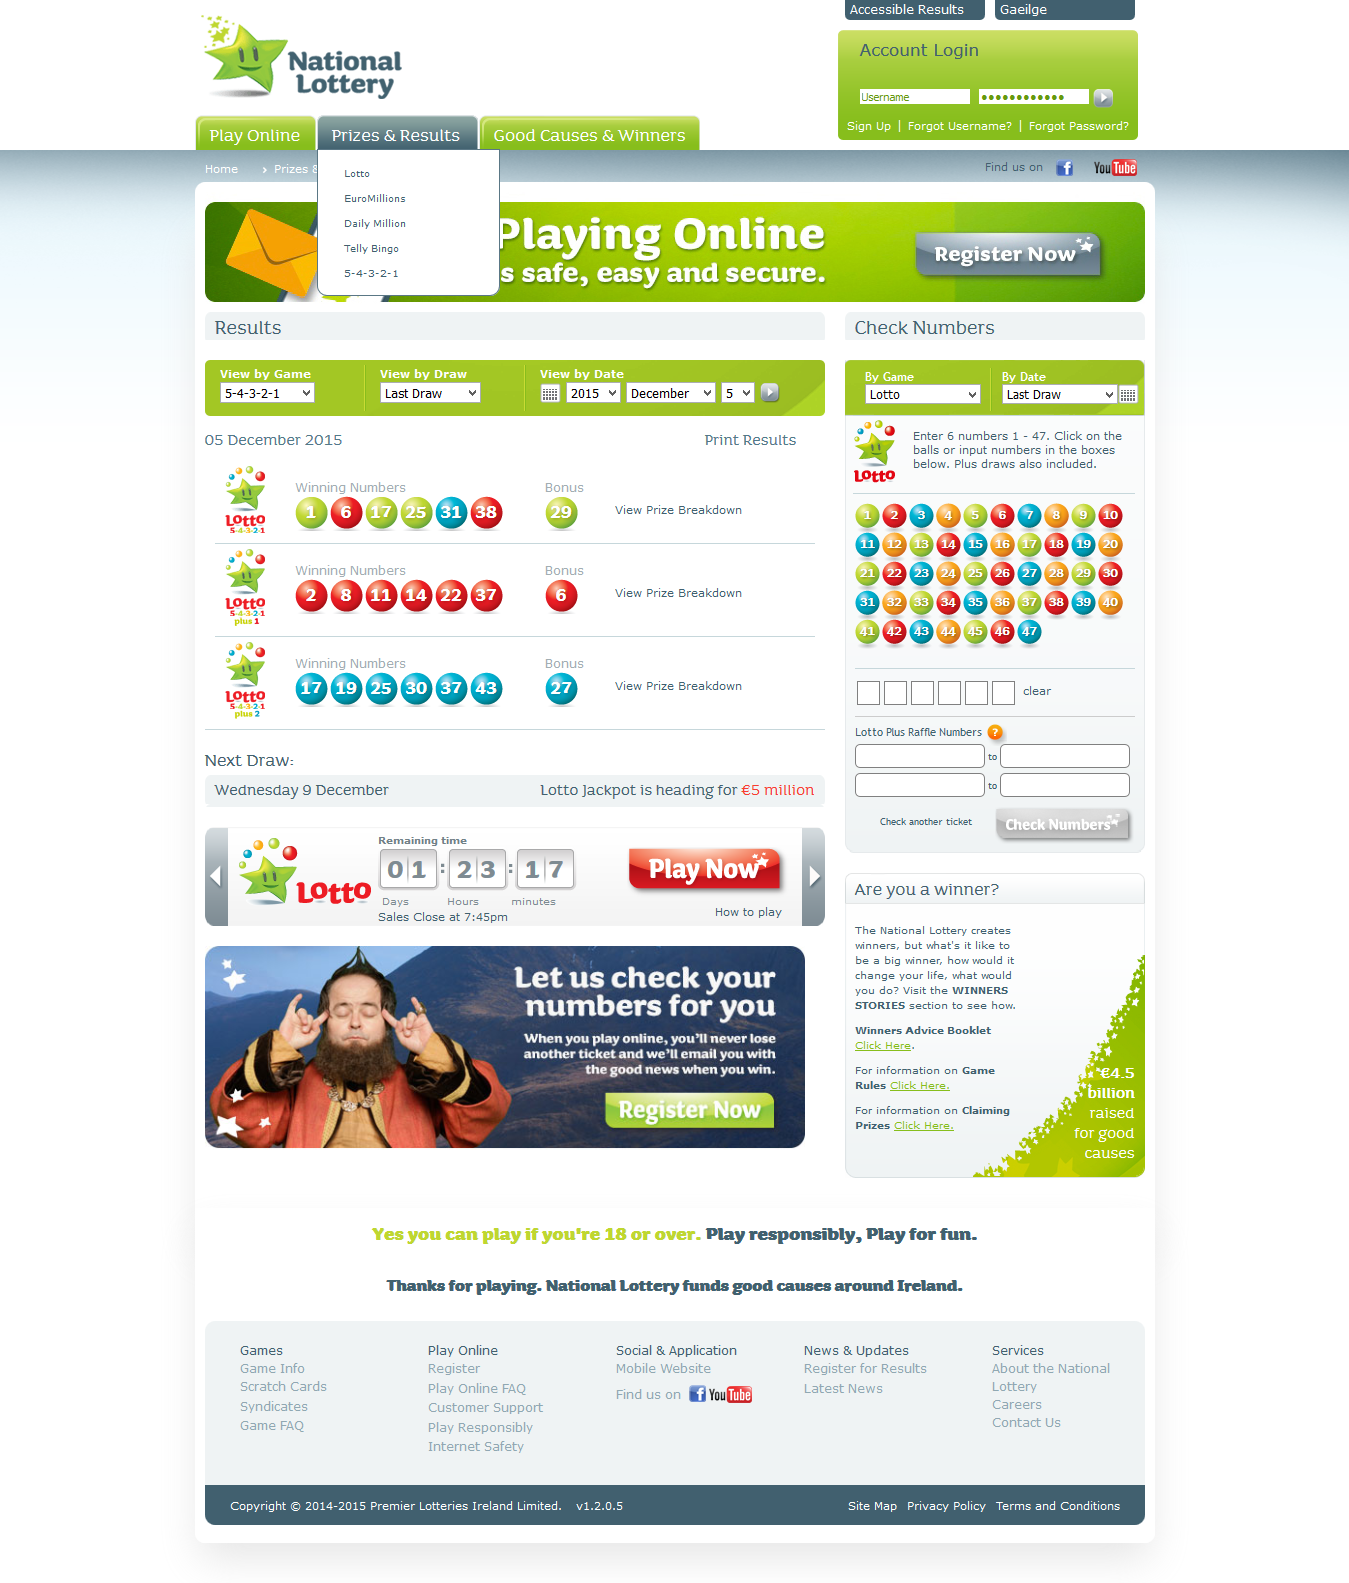 Accessible Results
Gaeilge
National
Lottery
Account Login
Username
Sign Up | Forgot Username? | Forgot Password?
Play Online
Prizes & Results
Good Causes & Winners
Home › Prizes &
Find us on
YouTube
Lotto
EuroMillions
Daily Million
Telly Bingo
5-4-3-2-1
Playing Online
s safe, easy and secure.
Register Now
Results
View by Game
View by Draw
View by Date
5-4-3-2-1
Last Draw
2015
December
5
05 December 2015
Print Results
Lotto
5-4-3-2-1
Winning Numbers
Bonus
1 6 17 25 31 38 29
View Prize Breakdown
Lotto
5-4-3-2-1
plus 1
Winning Numbers
Bonus
2 8 11 14 22 37 6
View Prize Breakdown
Lotto
5-4-3-2-1
plus 2
Winning Numbers
Bonus
17 19 25 30 37 43 27
View Prize Breakdown
Next Draw:
Wednesday 9 December
Lotto Jackpot is heading for €5 million
Lotto
Remaining time
01 : 23 : 17
Days Hours minutes
Sales Close at 7:45pm
Play Now
How to play
Let us check your
numbers for you
When you play online, you'll never lose
another ticket and we'll email you with
the good news when you win.
Register Now
Check Numbers
By Game
By Date
Lotto
Last Draw
Lotto
Enter 6 numbers 1 - 47. Click on the
balls or input numbers in the boxes
below. Plus draws also included.
1 2 3 4 5 6 7 8 9 10
11 12 13 14 15 16 17 18 19 20
21 22 23 24 25 26 27 28 29 30
31 32 33 34 35 36 37 38 39 40
41 42 43 44 45 46 47
clear
Lotto Plus Raffle Numbers ?
to
to
Check another ticket
Check Numbers
Are you a winner?
The National Lottery creates
winners, but what's it like to
be a big winner, how would it
change your life, what would
you do? Visit the WINNERS
STORIES section to see how.
Winners Advice Booklet
Click Here.
For information on Game
Rules Click Here.
For information on Claiming
Prizes Click Here.
€4.5
billion
raised
for good
causes
Yes you can play if you're 18 or over. Play responsibly, Play for fun.
Thanks for playing. National Lottery funds good causes around Ireland.
Games
Game Info
Scratch Cards
Syndicates
Game FAQ
Play Online
Register
Play Online FAQ
Customer Support
Play Responsibly
Internet Safety
Social & Application
Mobile Website
Find us on
YouTube
News & Updates
Register for Results
Latest News
Services
About the National
Lottery
Careers
Contact Us
Copyright © 2014-2015 Premier Lotteries Ireland Limited. v1.2.0.5
Site Map Privacy Policy Terms and Conditions